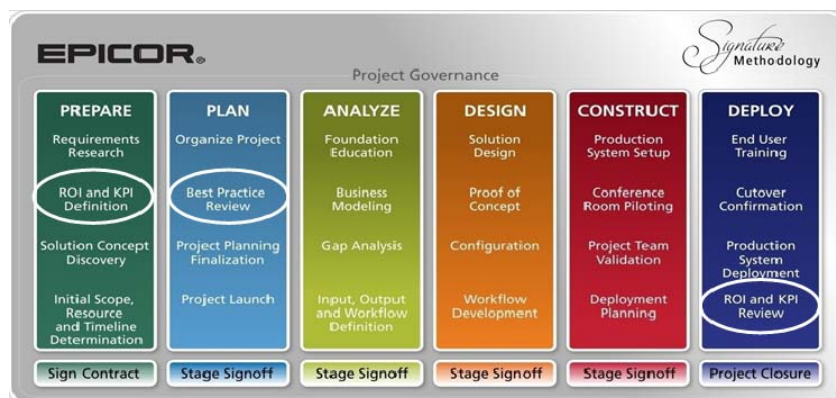 EPICOR®
Signature
Methodology
Project Governance
PREPARE
Requirements
Research
ROI and KPI
Definition
Solution Concept
Discovery
Initial Scope,
Resource
and Timeline
Determination
Sign Contract
PLAN
Organize Project
Best Practice
Review
Project Planning
Finalization
Project Launch
Stage Signoff
ANALYZE
Foundation
Education
Business
Modeling
Gap Analysis
Input, Output
and Workflow
Definition
Stage Signoff
DESIGN
Solution
Design
Proof of
Concept
Configuration
Workflow
Development
Stage Signoff
CONSTRUCT
Production
System Setup
Conference
Room Piloting
Project Team
Validation
Deployment
Planning
Stage Signoff
DEPLOY
End User
Training
Cutover
Confirmation
Production
System
Deployment
ROI and KPI
Review
Project Closure